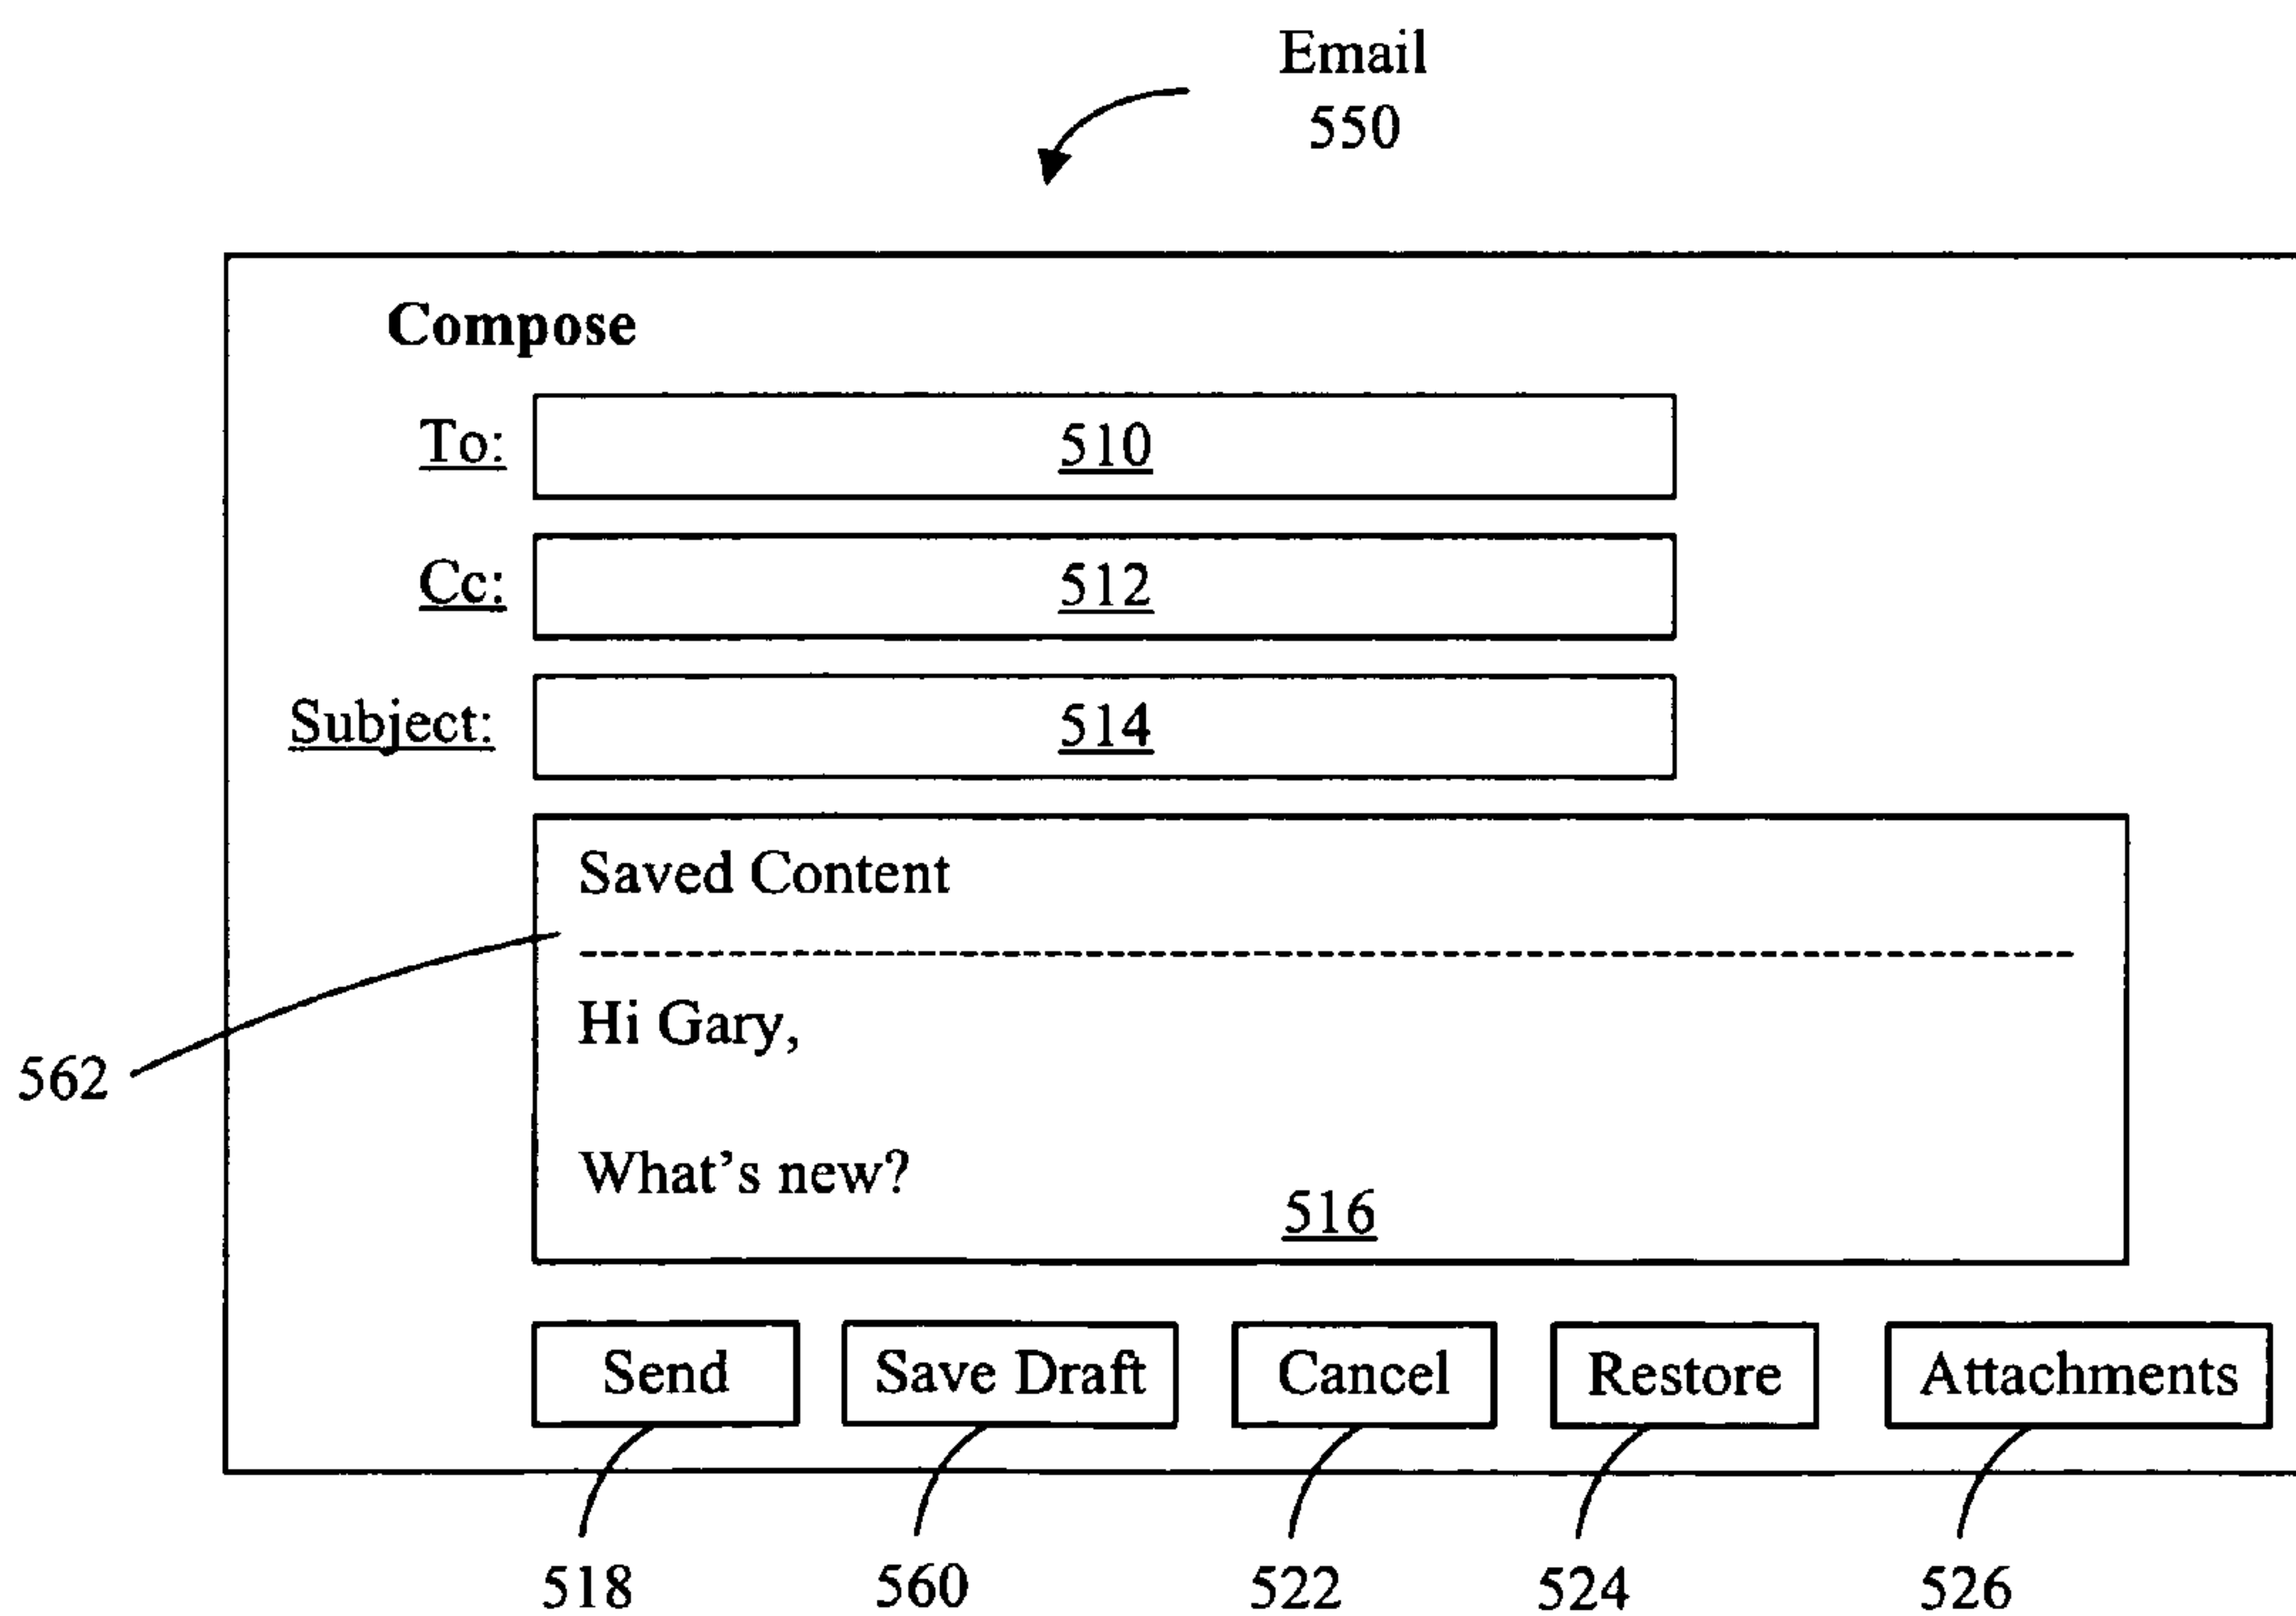 Email
550
Compose
To: 510
Cc: 512
Subject: 514
Saved Content
Hi Gary,
562
What's new?
516
Send Save Draft Cancel Restore Attachments
518 560 522 524 526